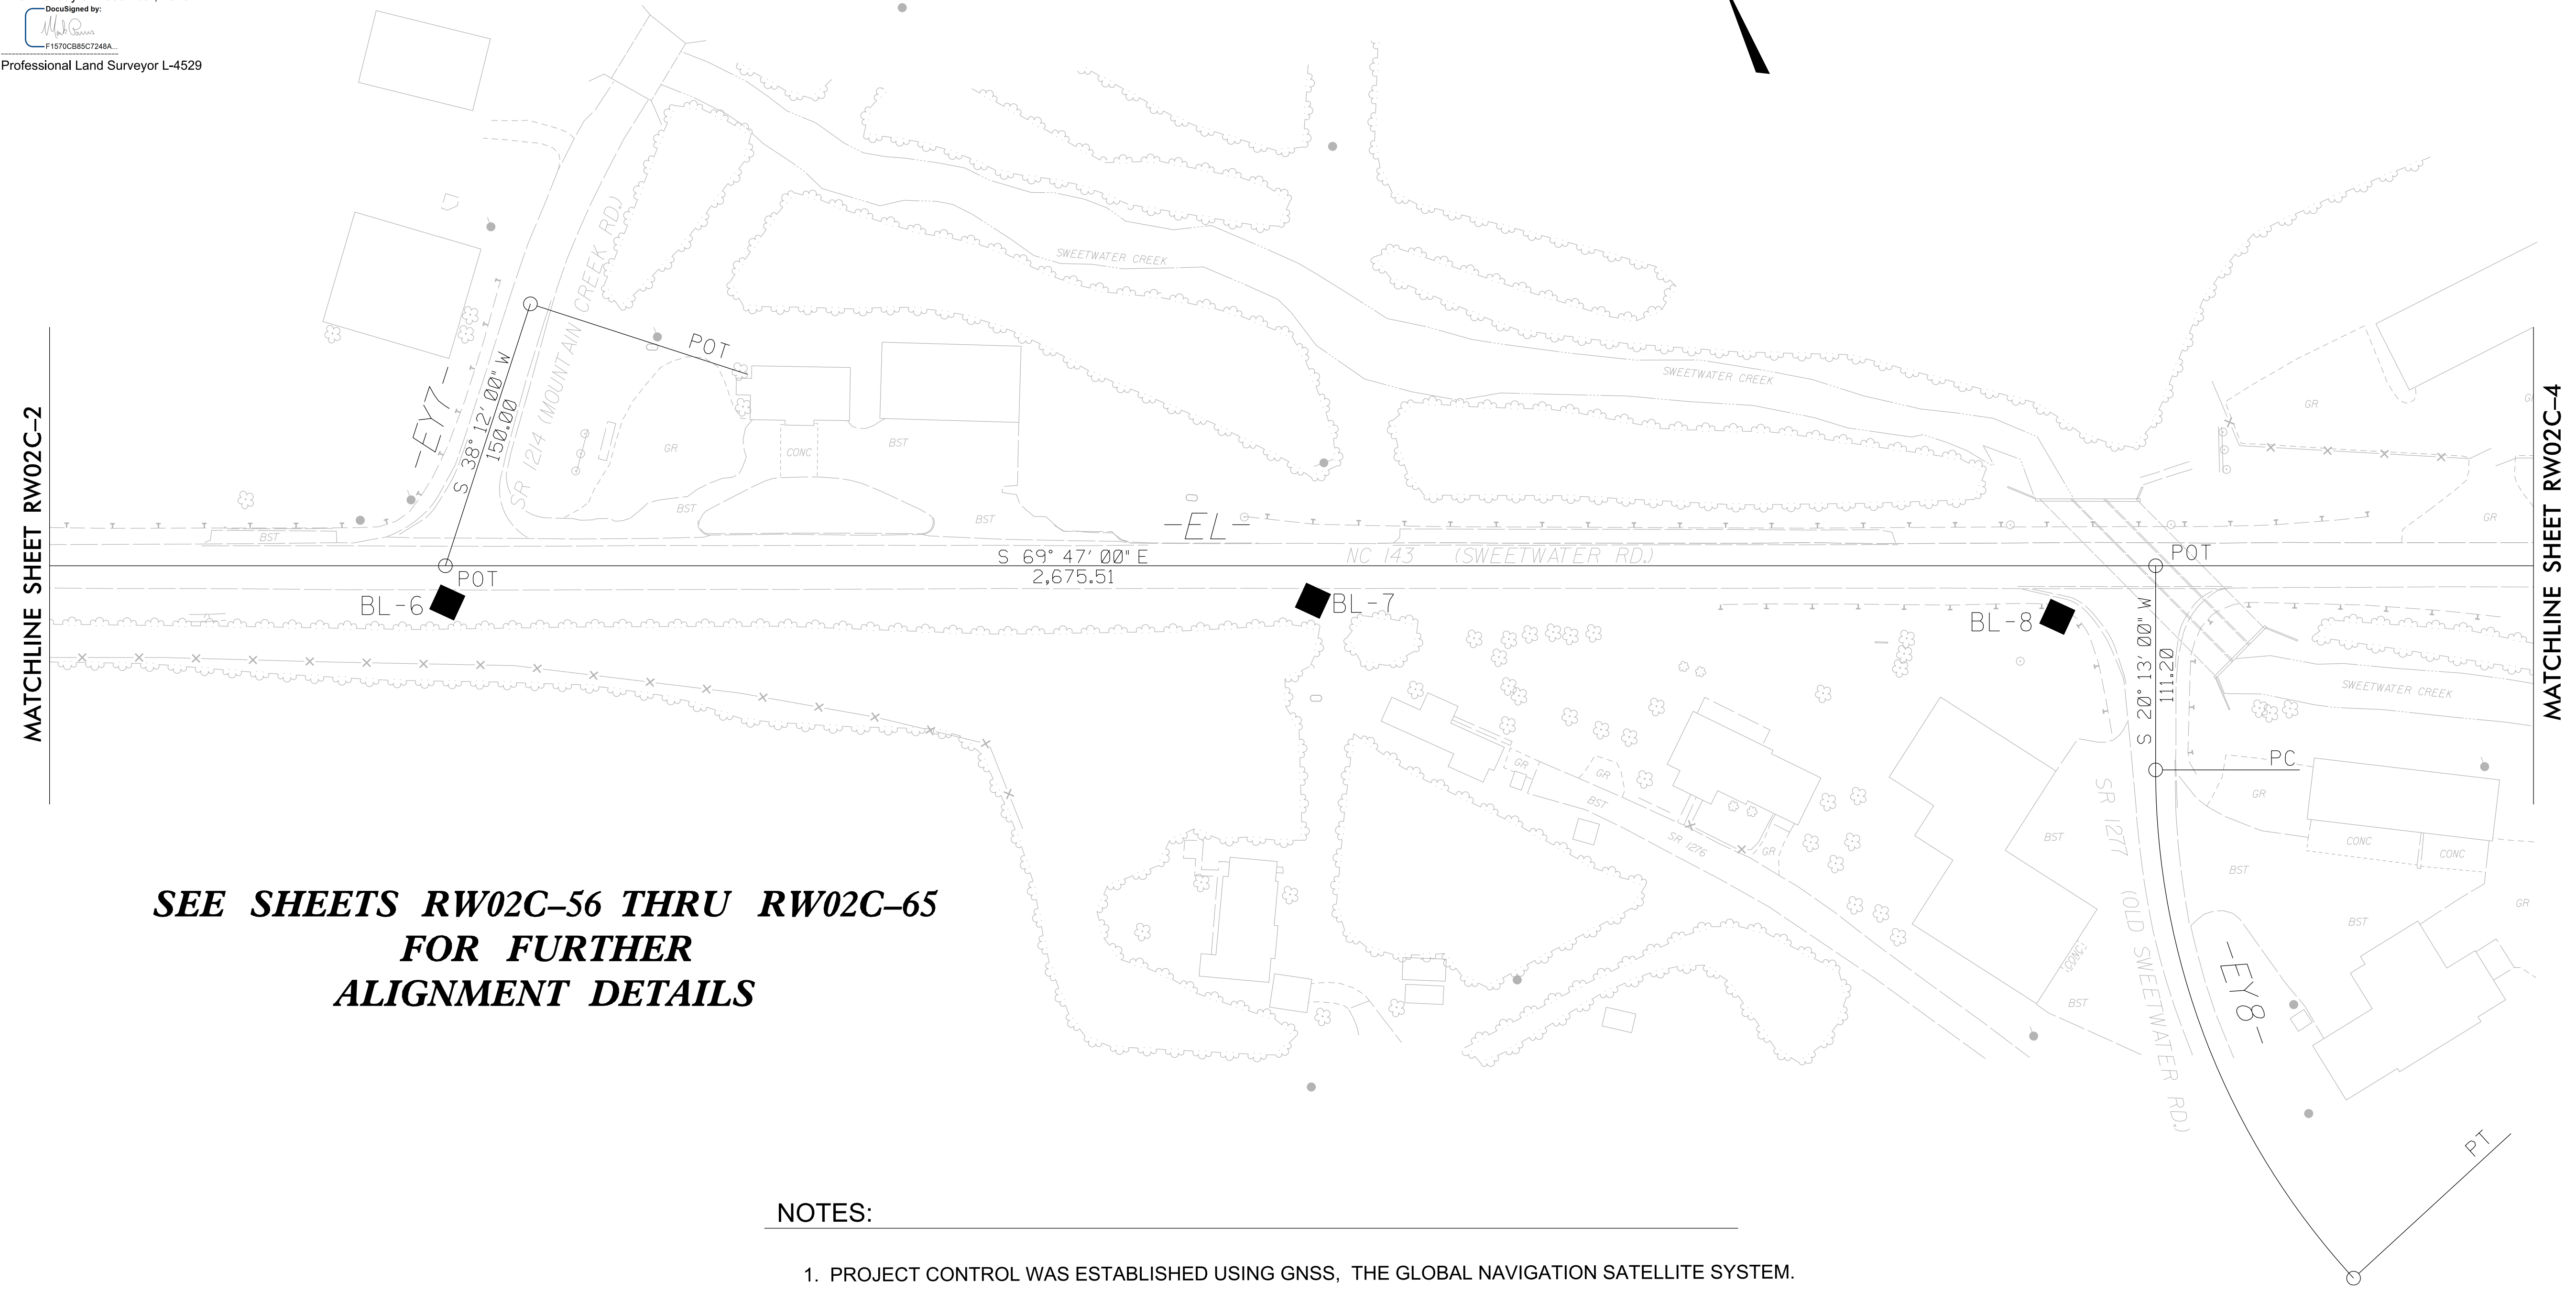 DocuSigned by:
F1570CB85C7248A...
Professional Land Surveyor L-4529
MATCHLINE SHEET RW02C-2
MATCHLINE SHEET RW02C-4
SWEETWATER CREEK
SWEETWATER CREEK
SWEETWATER CREEK
-EY7-
S 38° 12' 00" W
150.00
SR 1214 (MOUNTAIN CREEK RD.)
POT
GR
CONC
BST
BST
BST
BST
-EL-
S 69° 47' 00" E
2,675.51
NC 143 (SWEETWATER RD.)
POT
POT
BL-6
BL-7
BL-8
S 20° 13' 00" W
111.20
PC
GR
GR
GR
GR
GR
BST
SR 1276
GR
BST
CONC
BST
SR 1277 (OLD SWEETWATER RD.)
GR
CONC
CONC
BST
BST
GR
-EY8-
PT
SEE SHEETS RW02C-56 THRU RW02C-65
FOR FURTHER
ALIGNMENT DETAILS
NOTES:
1. PROJECT CONTROL WAS ESTABLISHED USING GNSS, THE GLOBAL NAVIGATION SATELLITE SYSTEM.